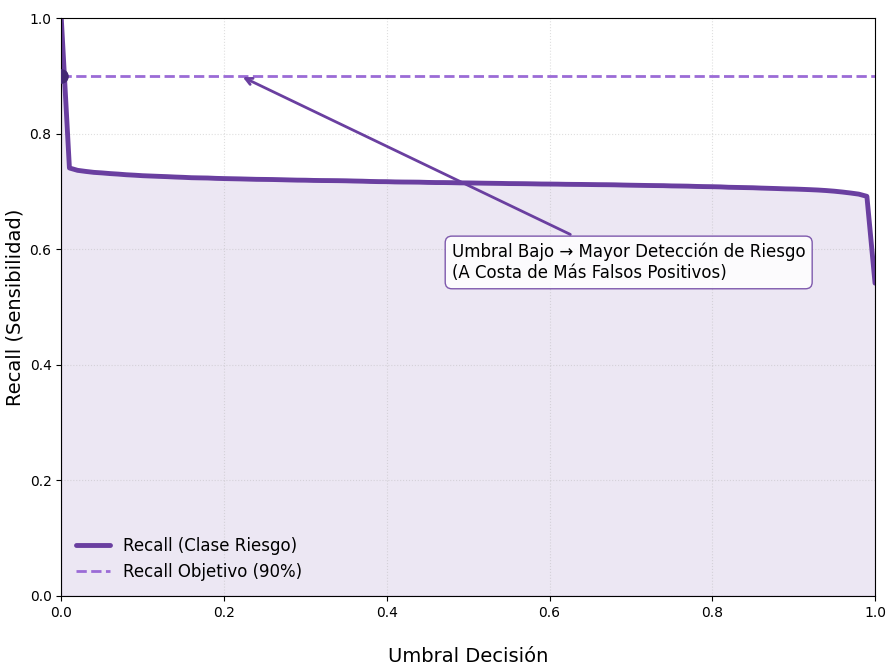 1.0
0.8
0.6
0.4
0.2
0.0
Recall (Sensibilidad)
Umbral Bajo → Mayor Detección de Riesgo
(A Costa de Más Falsos Positivos)
Recall (Clase Riesgo)
Recall Objetivo (90%)
0.0 0.2 0.4 0.6 0.8 1.0
Umbral Decisión